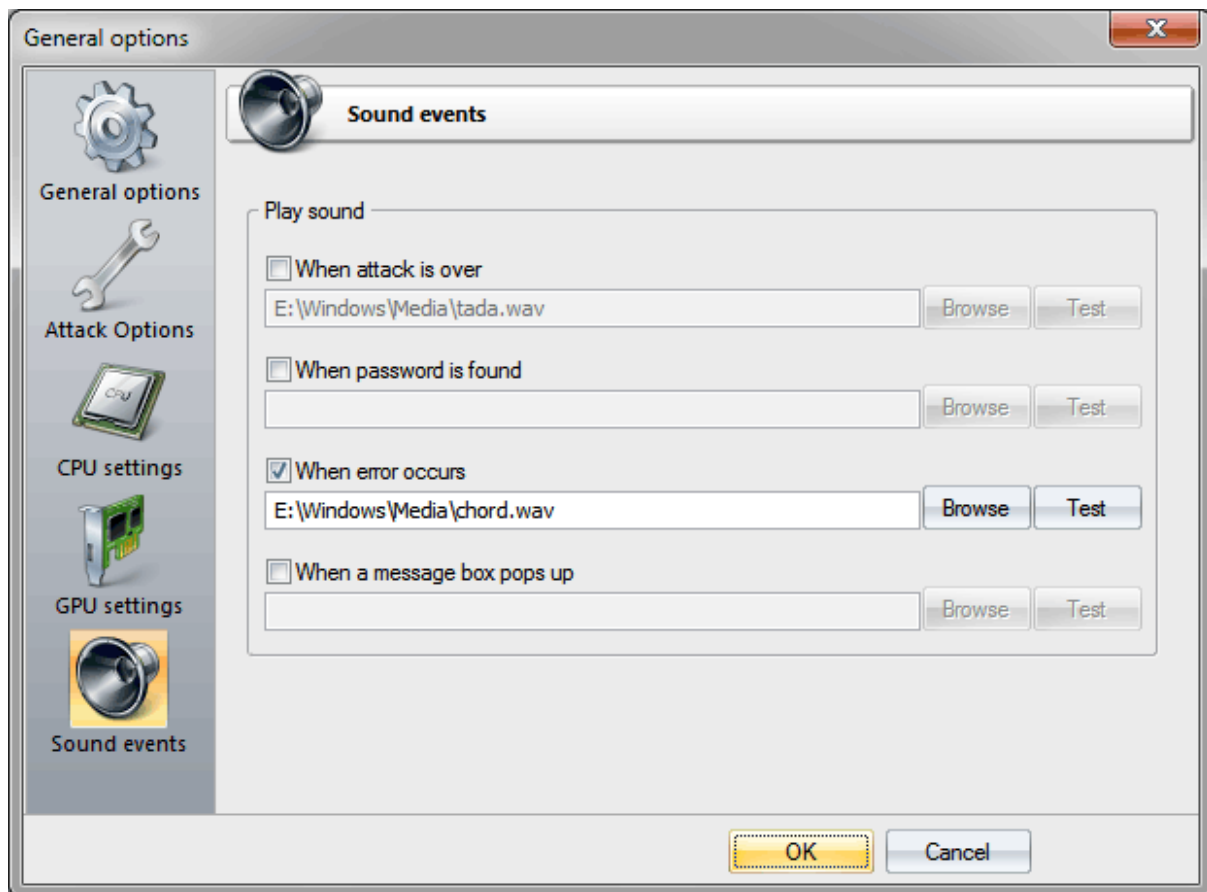 General options
General options
Attack Options
CPU
CPU settings
GPU settings
Sound events
Sound events
Play sound
When attack is over
E:\Windows\Media\tada.wav Browse Test
When password is found
Browse Test
When error occurs
E:\Windows\Media\chord.wav Browse Test
When a message box pops up
Browse Test
OK Cancel